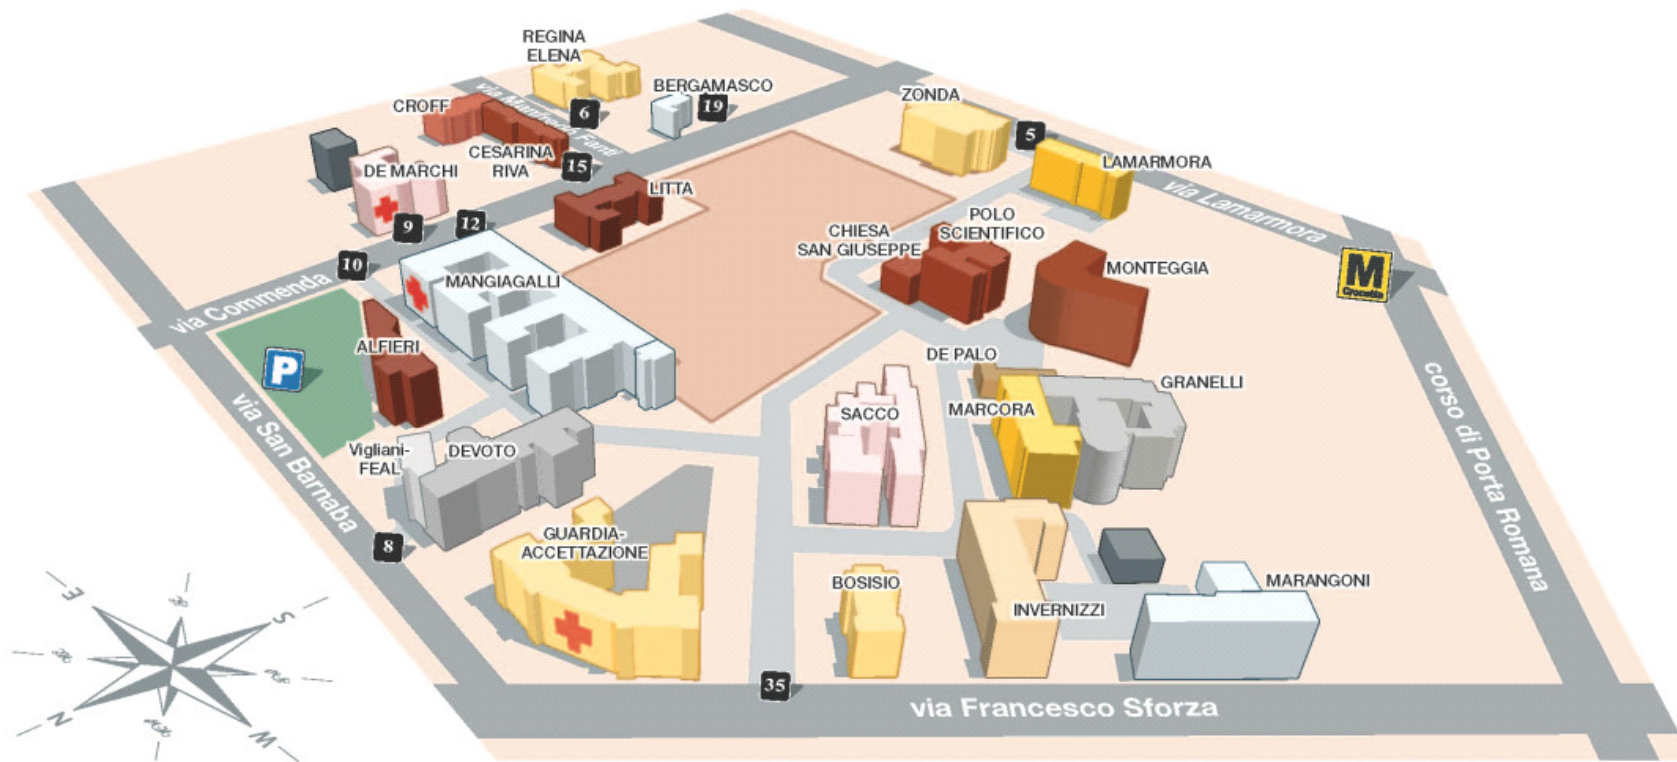 REGINA
ELENA
BERGAMASCO
19
ZONDA
CROFF
via Manfredo Fanti
6
5
CESARINA
RIVA
15
LAMARMORA
DE MARCHI
LITTA
via Lamarmora
9
12
CHIESA
SAN GIUSEPPE
POLO
SCIENTIFICO
10
MANGIAGALLI
MONTEGGIA
M
Crocetta
via Commenda
ALFIERI
P
DE PALO
GRANELLI
via San Barnaba
SACCO
MARCORA
corso di Porta Romana
Vigliani-
FEAL
DEVOTO
8
GUARDIA-
ACCETTAZIONE
BOSISIO
INVERNIZZI
MARANGONI
E
S
N
W
35
via Francesco Sforza